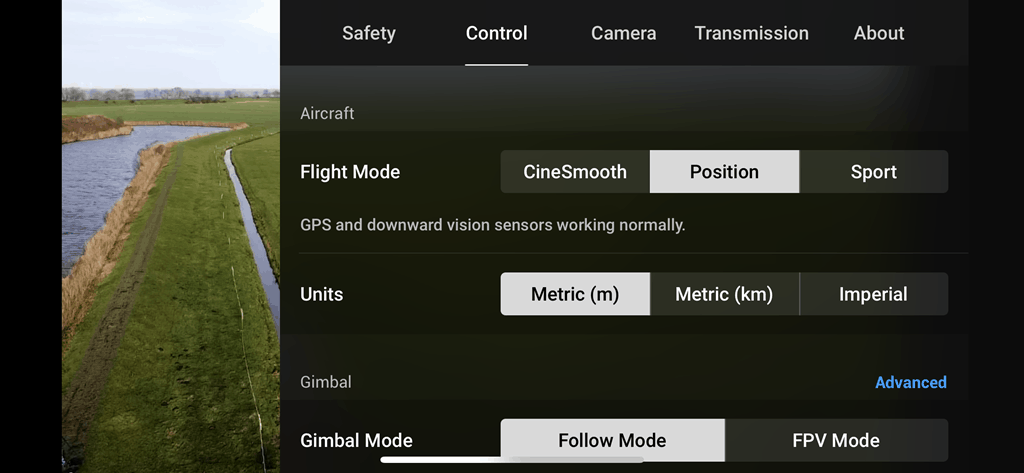 Safety Control Camera Transmission About
Aircraft
Flight Mode CineSmooth Position Sport
GPS and downward vision sensors working normally.
Units Metric (m) Metric (km) Imperial
Gimbal Advanced
Gimbal Mode Follow Mode FPV Mode